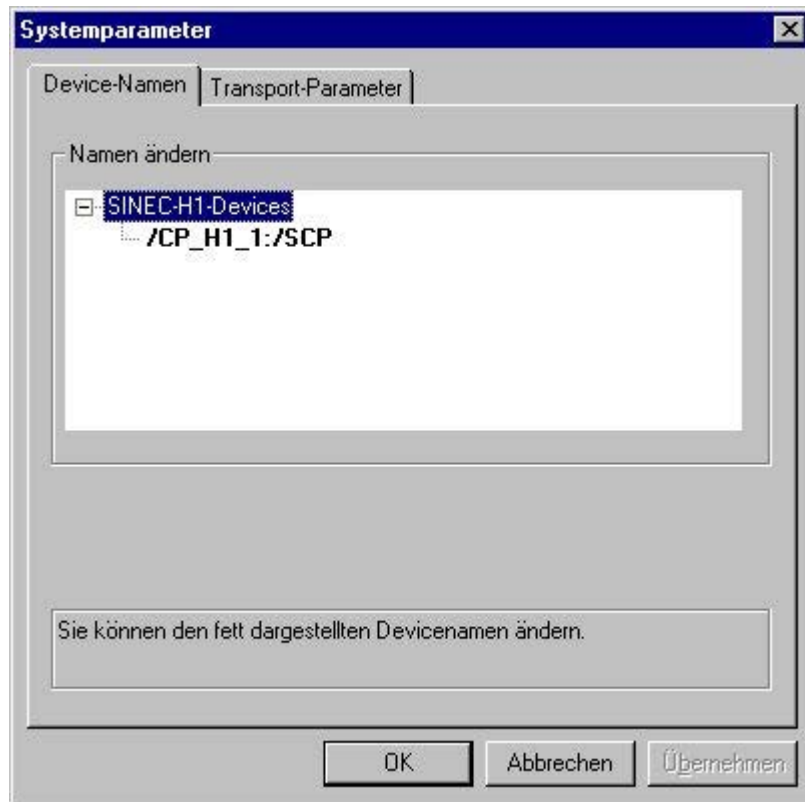 Systemparameter
Device-Namen Transport-Parameter
Namen ändern
SINEC-H1-Devices
/CP_H1_1:/SCP
Sie können den fett dargestellten Devicenamen ändern.
OK Abbrechen Übernehmen